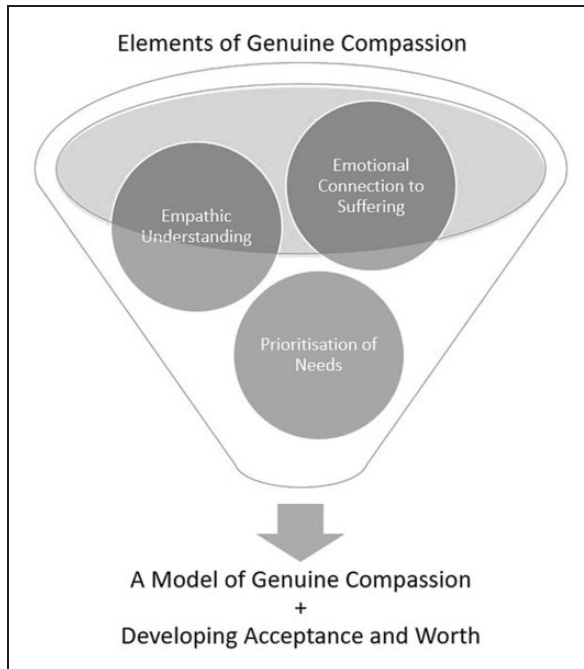 Elements of Genuine Compassion
Emotional
Connection to
Suffering
Empathic
Understanding
Prioritisation of
Needs
A Model of Genuine Compassion
+
Developing Acceptance and Worth